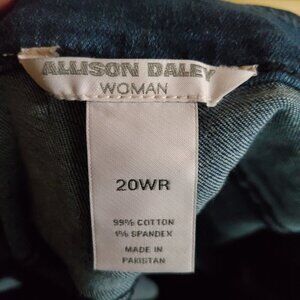 ALLISON DALEY
WOMAN
20WR
99% COTTON
1% SPANDEX
MADE IN
PAKISTAN